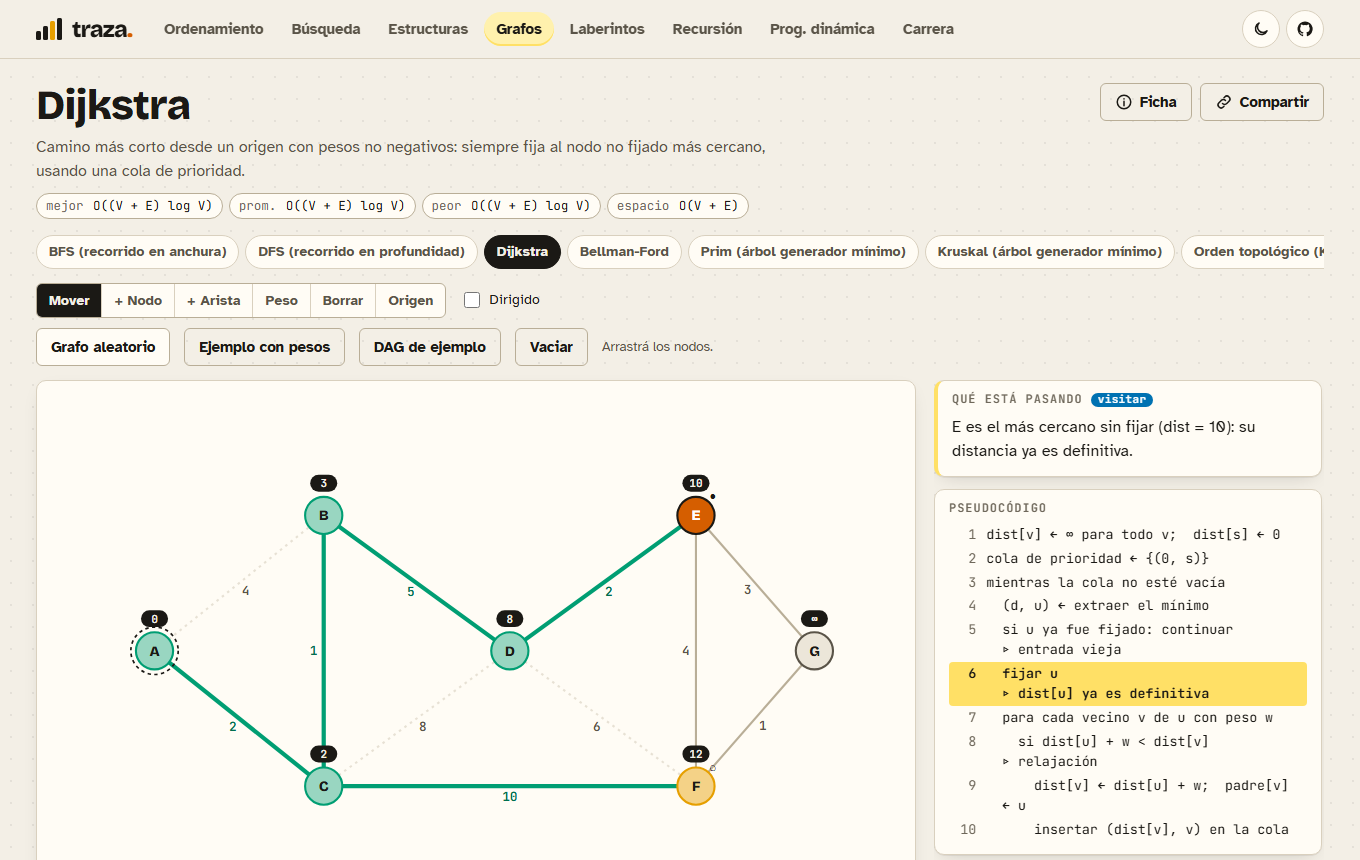 traza.
Ordenamiento Búsqueda Estructuras Grafos Laberintos Recursión Prog. dinámica Carrera
Dijkstra
Ficha Compartir
Camino más corto desde un origen con pesos no negativos: siempre fija al nodo no fijado más cercano,
usando una cola de prioridad.
mejor O((V + E) log V) prom. O((V + E) log V) peor O((V + E) log V) espacio O(V + E)
BFS (recorrido en anchura) DFS (recorrido en profundidad) Dijkstra Bellman-Ford Prim (árbol generador mínimo) Kruskal (árbol generador mínimo) Orden topológico (K
Mover + Nodo + Arista Peso Borrar Origen Dirigido
Grafo aleatorio Ejemplo con pesos DAG de ejemplo Vaciar Arrastrá los nodos.
3 10
B E
4 5 2 3
0 8 ∞
A 1 D 4 G
2 8 6 1
2 12
C F
10
QUÉ ESTÁ PASANDO visitar
E es el más cercano sin fijar (dist = 10): su
distancia ya es definitiva.
PSEUDOCÓDIGO
1 dist[v] ← ∞ para todo v; dist[s] ← 0
2 cola de prioridad ← {(0, s)}
3 mientras la cola no esté vacía
4 (d, u) ← extraer el mínimo
5 si u ya fue fijado: continuar
▹ entrada vieja
6 fijar u
▹ dist[u] ya es definitiva
7 para cada vecino v de u con peso w
8 si dist[u] + w < dist[v]
▹ relajación
9 dist[v] ← dist[u] + w; padre[v]
← u
10 insertar (dist[v], v) en la cola